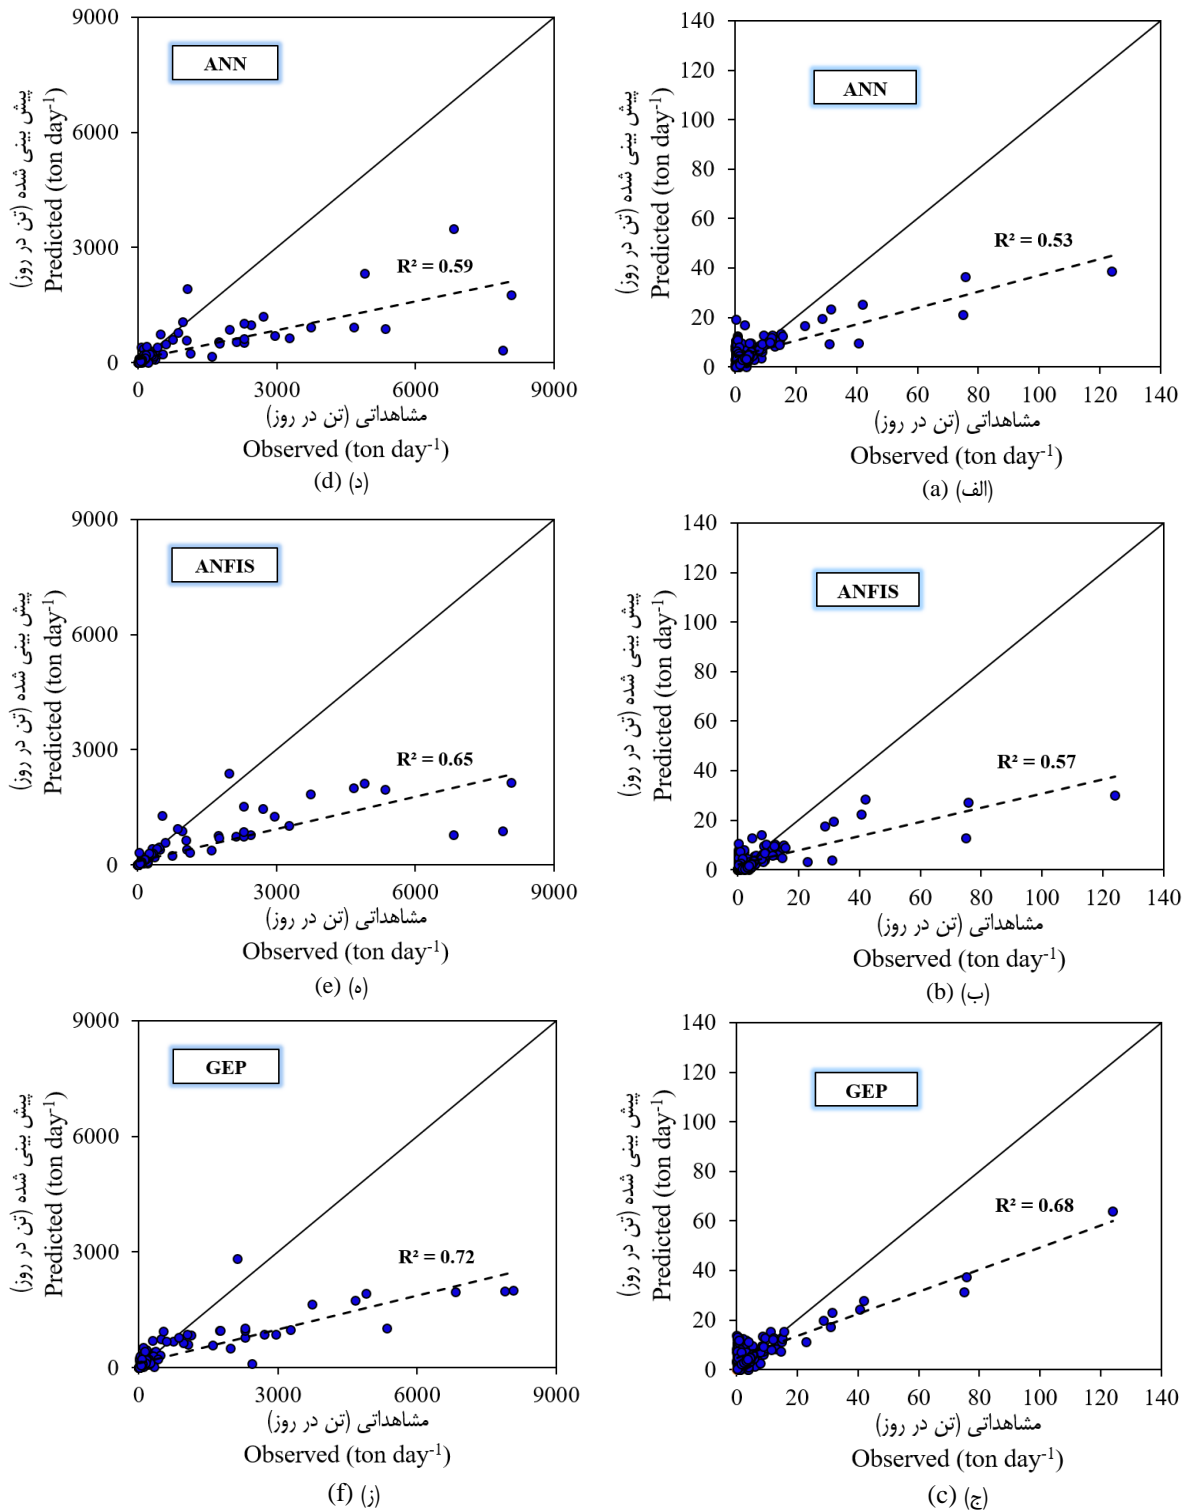 9000
6000
3000
0
0
3000
6000
9000
ANN
R² = 0.59
پیش بینی شده (تن در روز)
Predicted (ton day⁻¹)
مشاهداتی (تن در روز)
Observed (ton day⁻¹)
(د) (d)
140
120
100
80
60
40
20
0
0
20
40
60
80
100
120
140
ANN
R² = 0.53
پیش بینی شده (تن در روز)
Predicted (ton day⁻¹)
مشاهداتی (تن در روز)
Observed (ton day⁻¹)
(الف) (a)
9000
6000
3000
0
0
3000
6000
9000
ANFIS
R² = 0.65
پیش بینی شده (تن در روز)
Predicted (ton day⁻¹)
مشاهداتی (تن در روز)
Observed (ton day⁻¹)
(ه) (e)
140
120
100
80
60
40
20
0
0
20
40
60
80
100
120
140
ANFIS
R² = 0.57
پیش بینی شده (تن در روز)
Predicted (ton day⁻¹)
مشاهداتی (تن در روز)
Observed (ton day⁻¹)
(ب) (b)
9000
6000
3000
0
0
3000
6000
9000
GEP
R² = 0.72
پیش بینی شده (تن در روز)
Predicted (ton day⁻¹)
مشاهداتی (تن در روز)
Observed (ton day⁻¹)
(ز) (f)
140
120
100
80
60
40
20
0
0
20
40
60
80
100
120
140
GEP
R² = 0.68
پیش بینی شده (تن در روز)
Predicted (ton day⁻¹)
مشاهداتی (تن در روز)
Observed (ton day⁻¹)
(ج) (c)